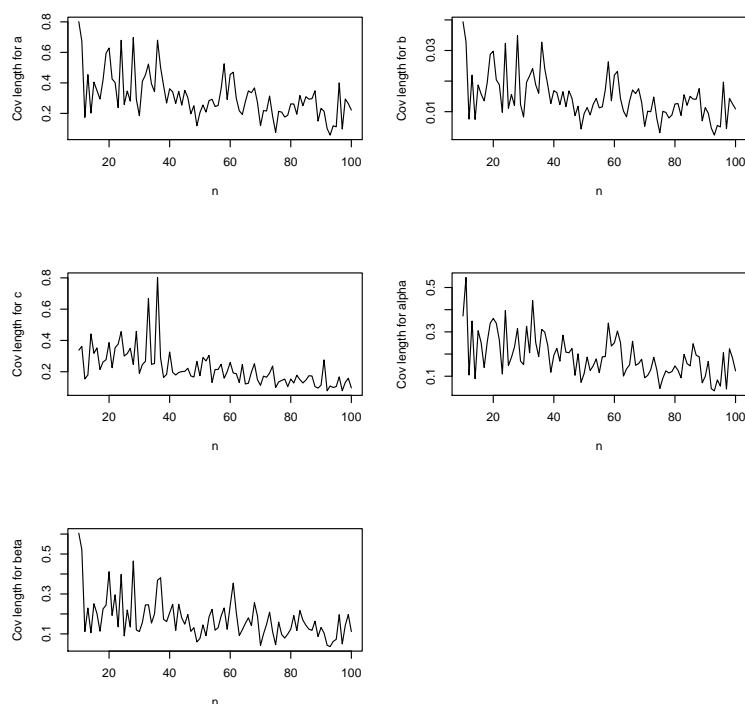 Cov length for a
0.2 0.4 0.6 0.8
20 40 60 80 100
n
Cov length for b
0.01 0.03
20 40 60 80 100
n
Cov length for c
0.2 0.4 0.6 0.8
20 40 60 80 100
n
Cov length for alpha
0.1 0.3 0.5
20 40 60 80 100
n
Cov length for beta
0.1 0.3 0.5
20 40 60 80 100
n